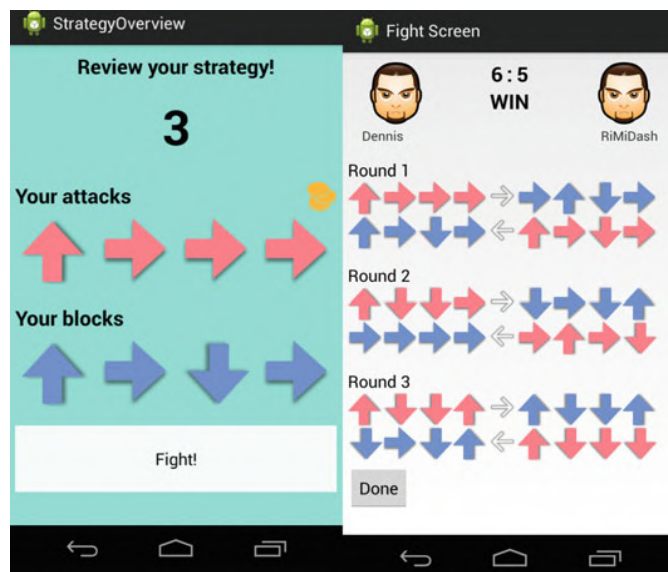 StrategyOverview
Review your strategy!
3
Your attacks
Your blocks
Fight!
Fight Screen
6 : 5
WIN
Dennis
RiMiDash
Round 1
Round 2
Round 3
Done